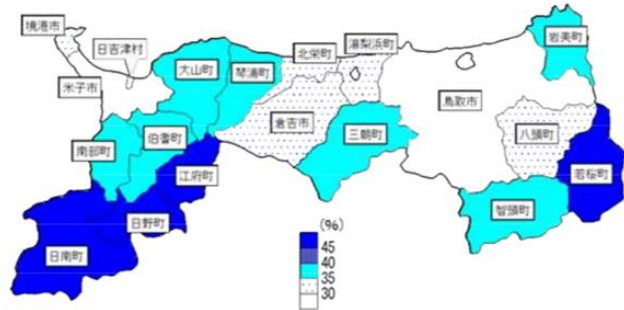 境港市
日吉津村
米子市
大山町
琴浦町
北栄町
湯梨浜町
岩美町
鳥取市
倉吉市
三朝町
八頭町
若桜町
智頭町
南部町
伯耆町
江府町
日野町
日南町
(%)
45
40
35
30